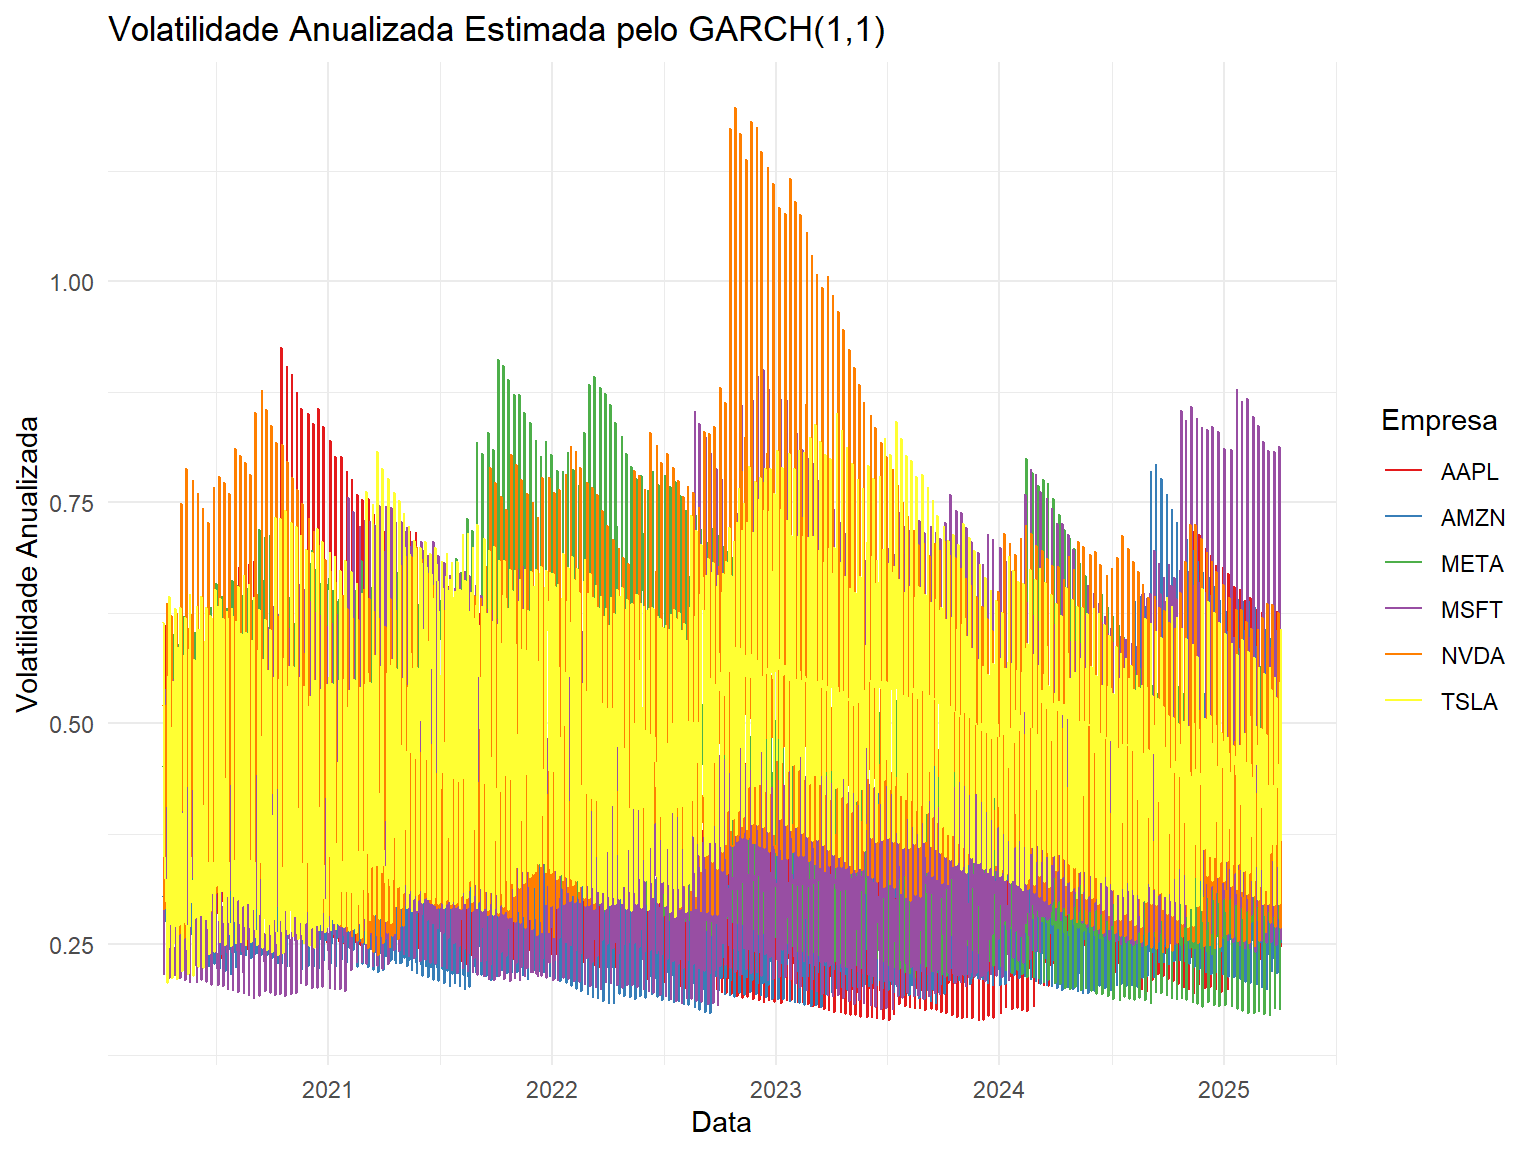 Volatilidade Anualizada Estimada pelo GARCH(1,1)
Volatilidade Anualizada
1.00
0.75
0.50
0.25
2021
2022
2023
2024
2025
Data
Empresa
AAPL
AMZN
META
MSFT
NVDA
TSLA